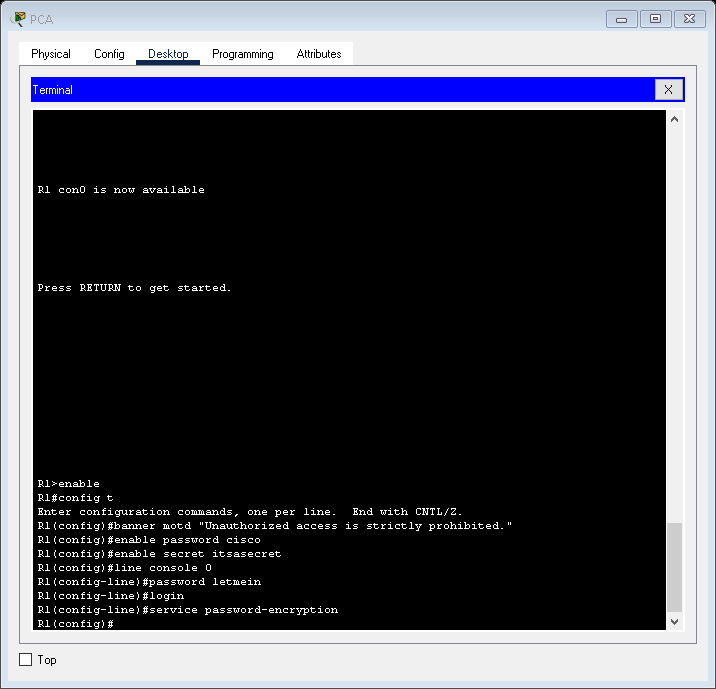 PCA
Physical Config Desktop Programming Attributes
Terminal X
R1 con0 is now available
Press RETURN to get started.
R1>enable
R1#config t
Enter configuration commands, one per line.  End with CNTL/Z.
R1(config)#banner motd "Unauthorized access is strictly prohibited."
R1(config)#enable password cisco
R1(config)#enable secret itsasecret
R1(config)#line console 0
R1(config-line)#password letmein
R1(config-line)#login
R1(config-line)#service password-encryption
R1(config)#
Top